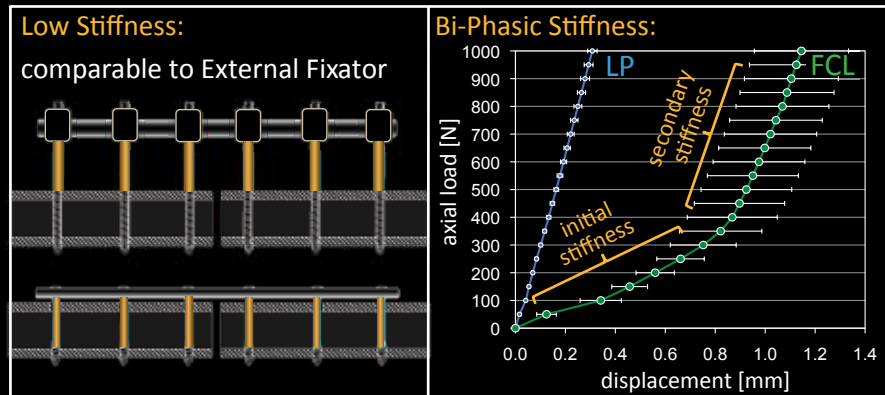 Low Stiffness:
comparable to External Fixator
Bi-Phasic Stiffness:
axial load [N]
1000
900
800
700
600
500
400
300
200
100
0
LP
FCL
secondary
stiffness
initial
stiffness
0.0 0.2 0.4 0.6 0.8 1.0 1.2 1.4
displacement [mm]